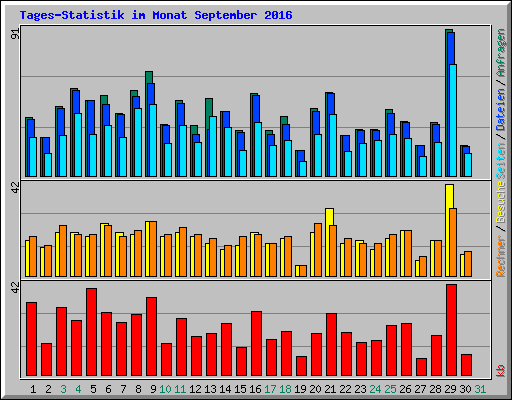 Tages-Statistik im Monat September 2016
91
42
42
Rechner / Besuche Seiten / Dateien / Anfragen
kb
1 2 3 4 5 6 7 8 9 10 11 12 13 14 15 16 17 18 19 20 21 22 23 24 25 26 27 28 29 30 31